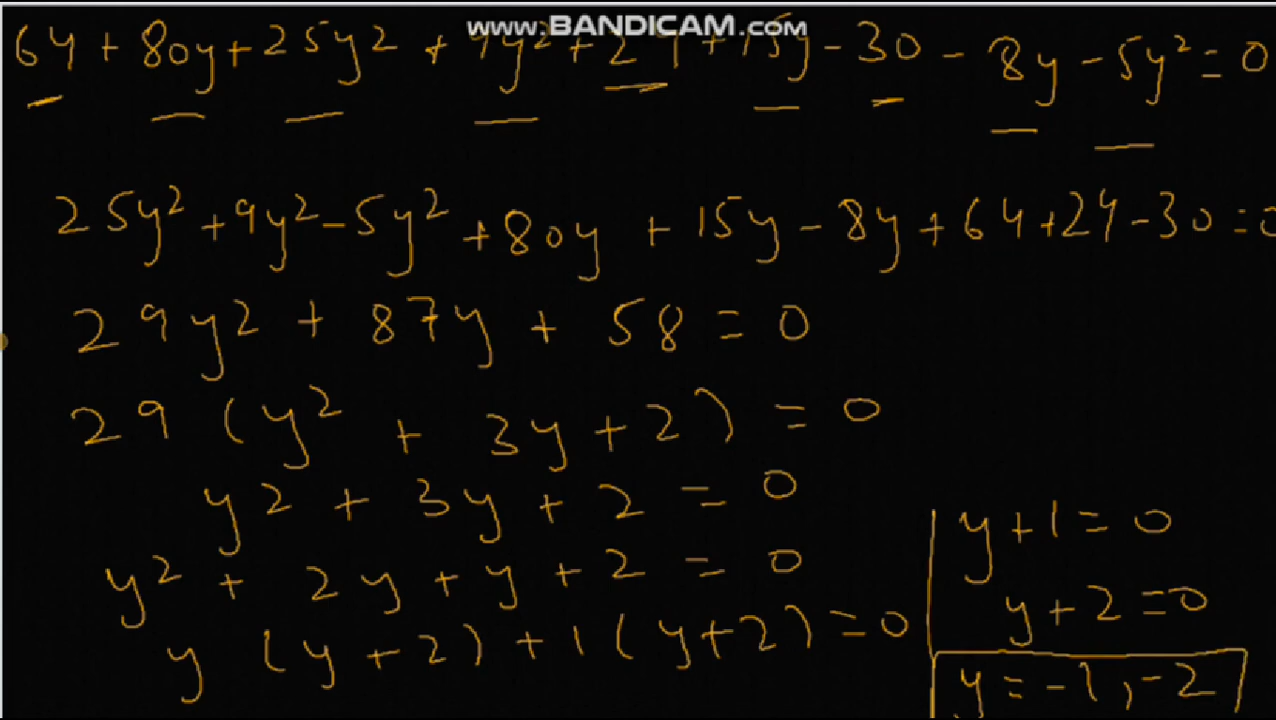 www.BANDICAM.com
64 + 80y + 25y² + 9y² + 24 + 15y - 30 - 8y - 5y² = 0
25y² + 9y² - 5y² + 80y + 15y - 8y + 64 + 24 - 30 = 0
29y² + 87y + 58 = 0
29 (y² + 3y + 2) = 0
y² + 3y + 2 = 0
y² + 2y + y + 2 = 0
y (y + 2) + 1 (y + 2) = 0
y + 1 = 0
y + 2 = 0
y = -1, -2